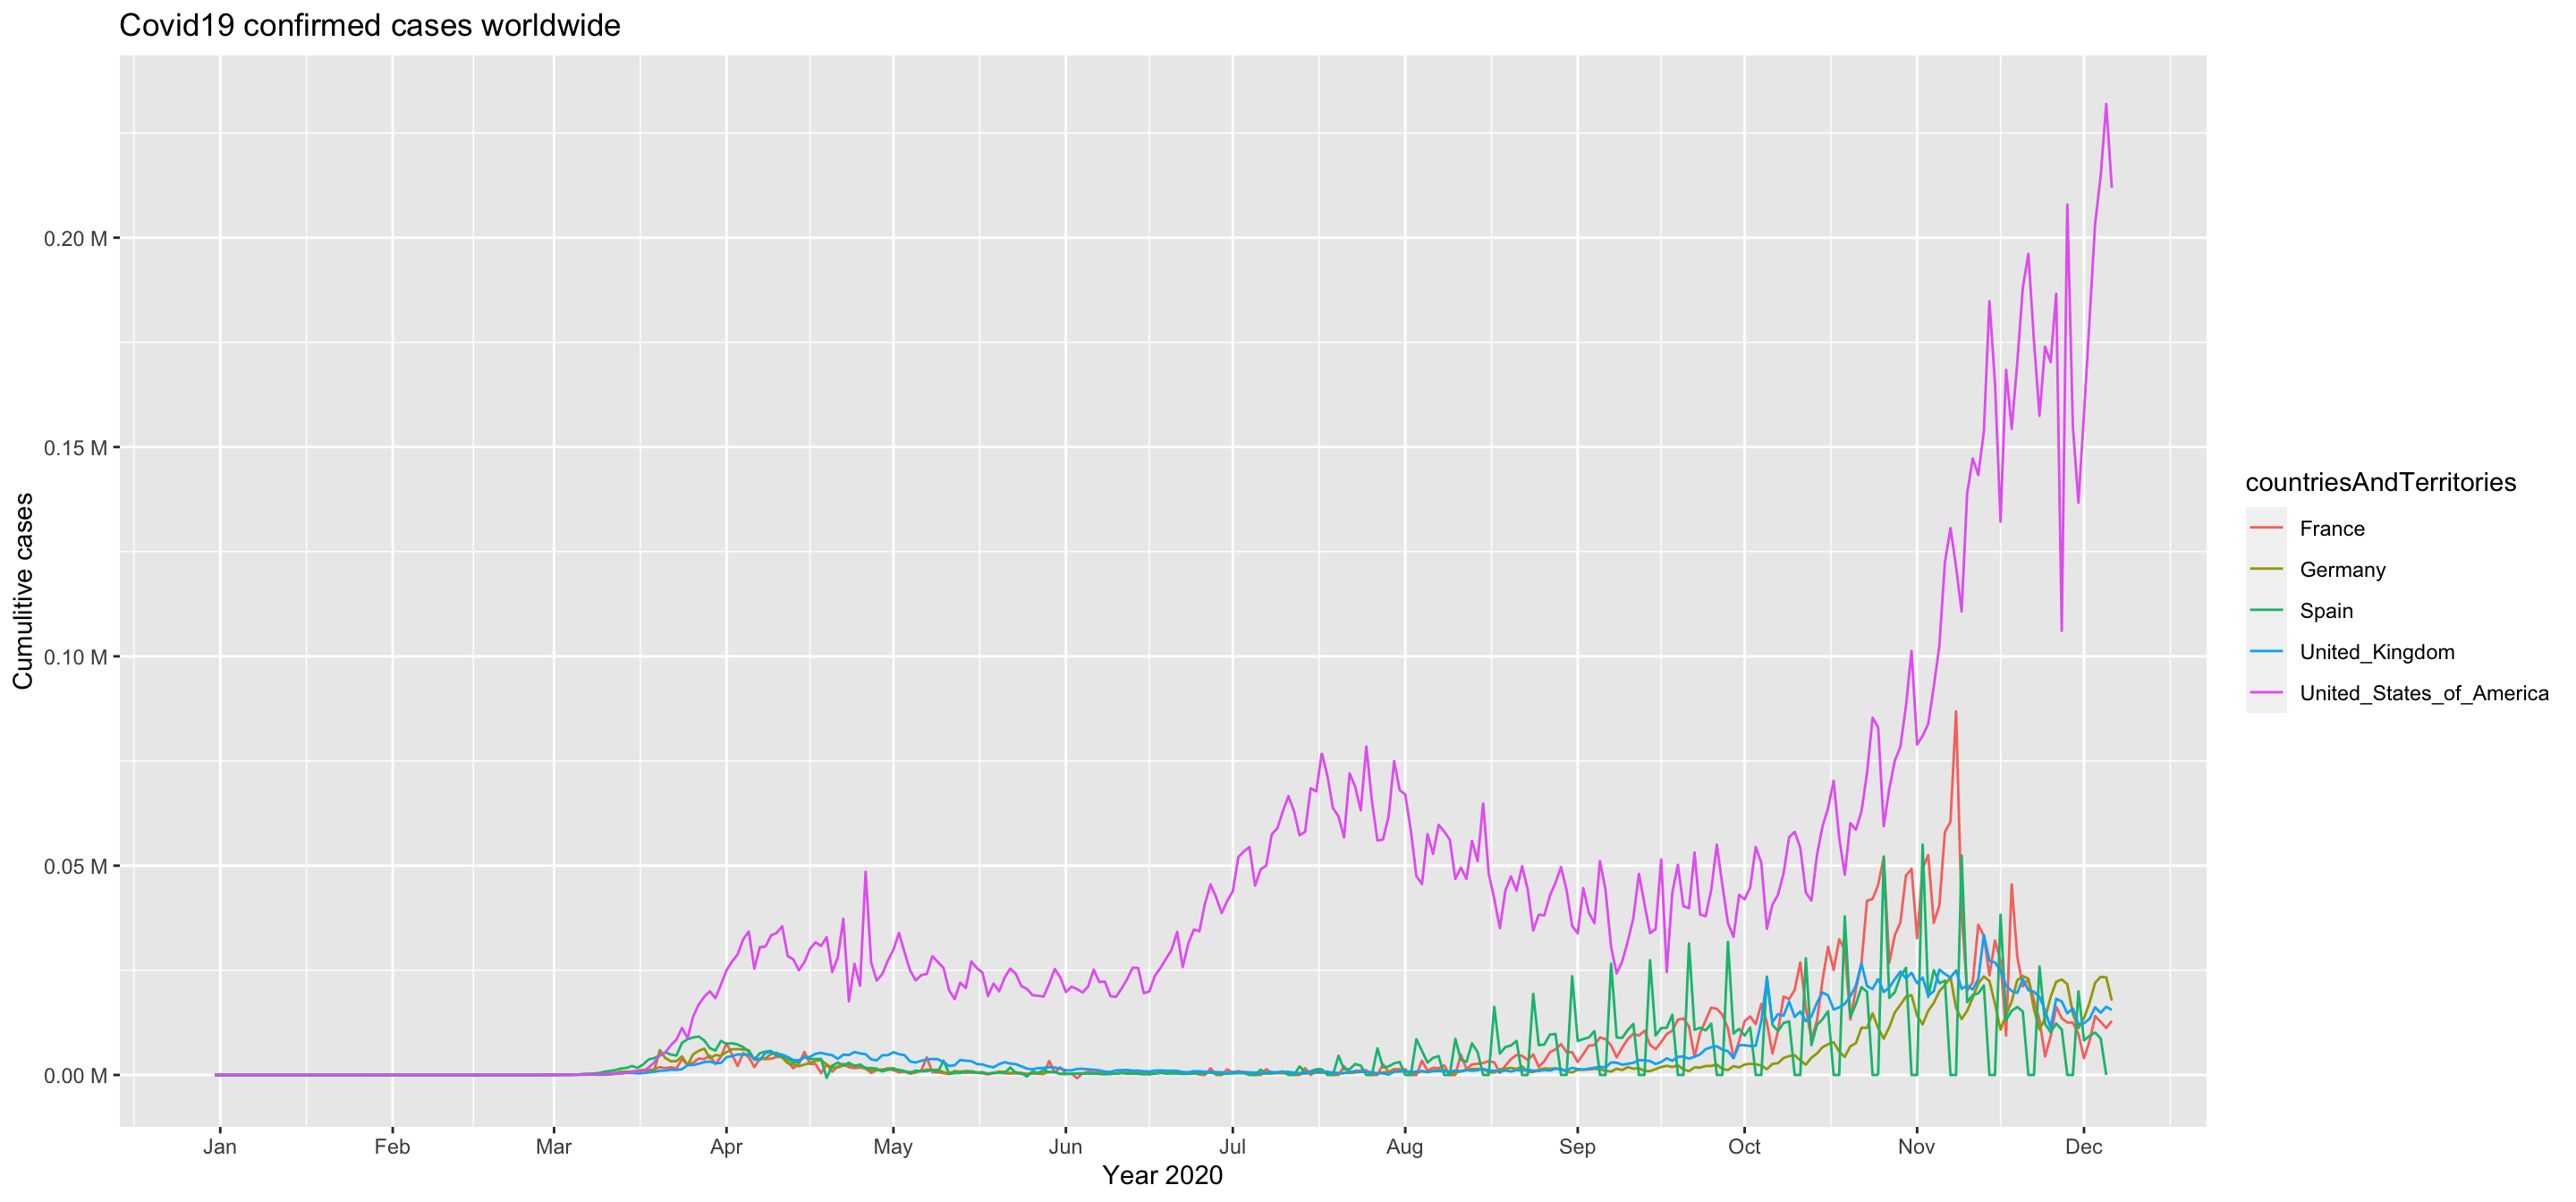 Covid19 confirmed cases worldwide
0.20 M
0.15 M
0.10 M
0.05 M
0.00 M
Cumulitive cases
Jan Feb Mar Apr May Jun Jul Aug Sep Oct Nov Dec
Year 2020
countriesAndTerritories
France
Germany
Spain
United_Kingdom
United_States_of_America